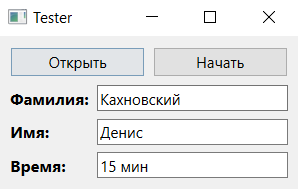 Tester
Открыть Начать
Фамилия: Кахновский
Имя: Денис
Время: 15 мин